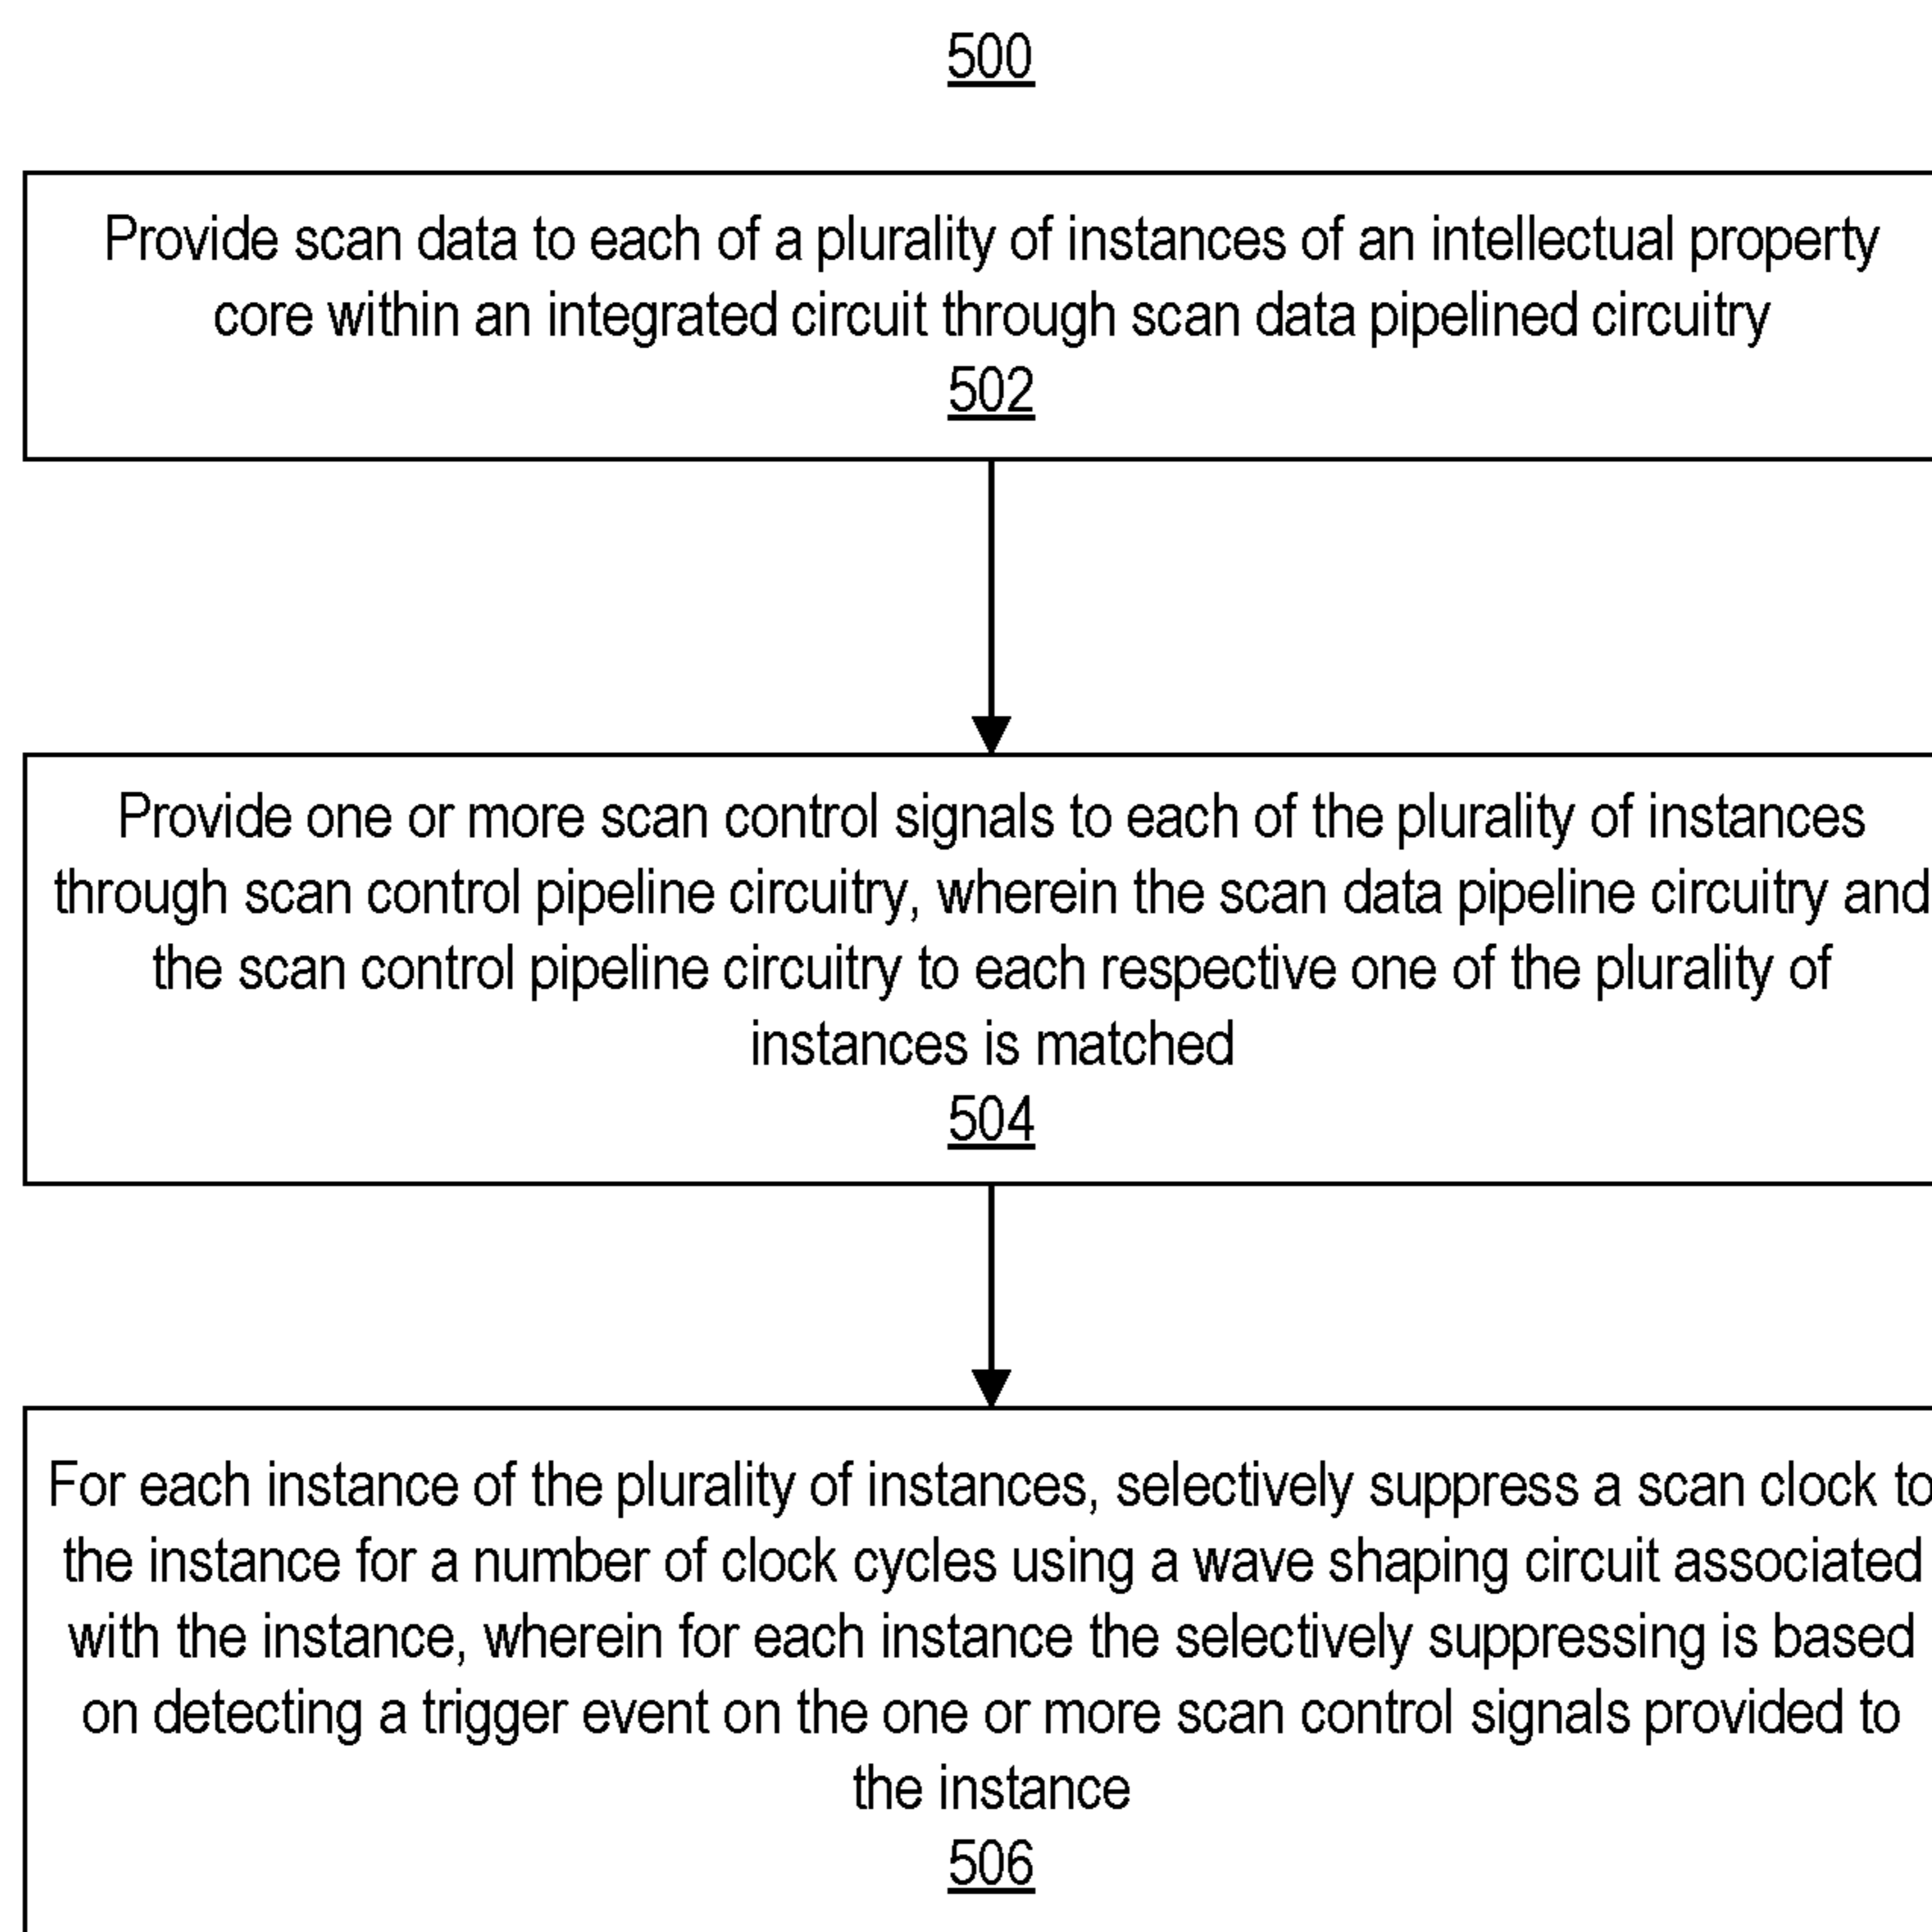 500
Provide scan data to each of a plurality of instances of an intellectual property
core within an integrated circuit through scan data pipelined circuitry
502
Provide one or more scan control signals to each of the plurality of instances
through scan control pipeline circuitry, wherein the scan data pipeline circuitry and
the scan control pipeline circuitry to each respective one of the plurality of
instances is matched
504
For each instance of the plurality of instances, selectively suppress a scan clock to
the instance for a number of clock cycles using a wave shaping circuit associated
with the instance, wherein for each instance the selectively suppressing is based
on detecting a trigger event on the one or more scan control signals provided to
the instance
506